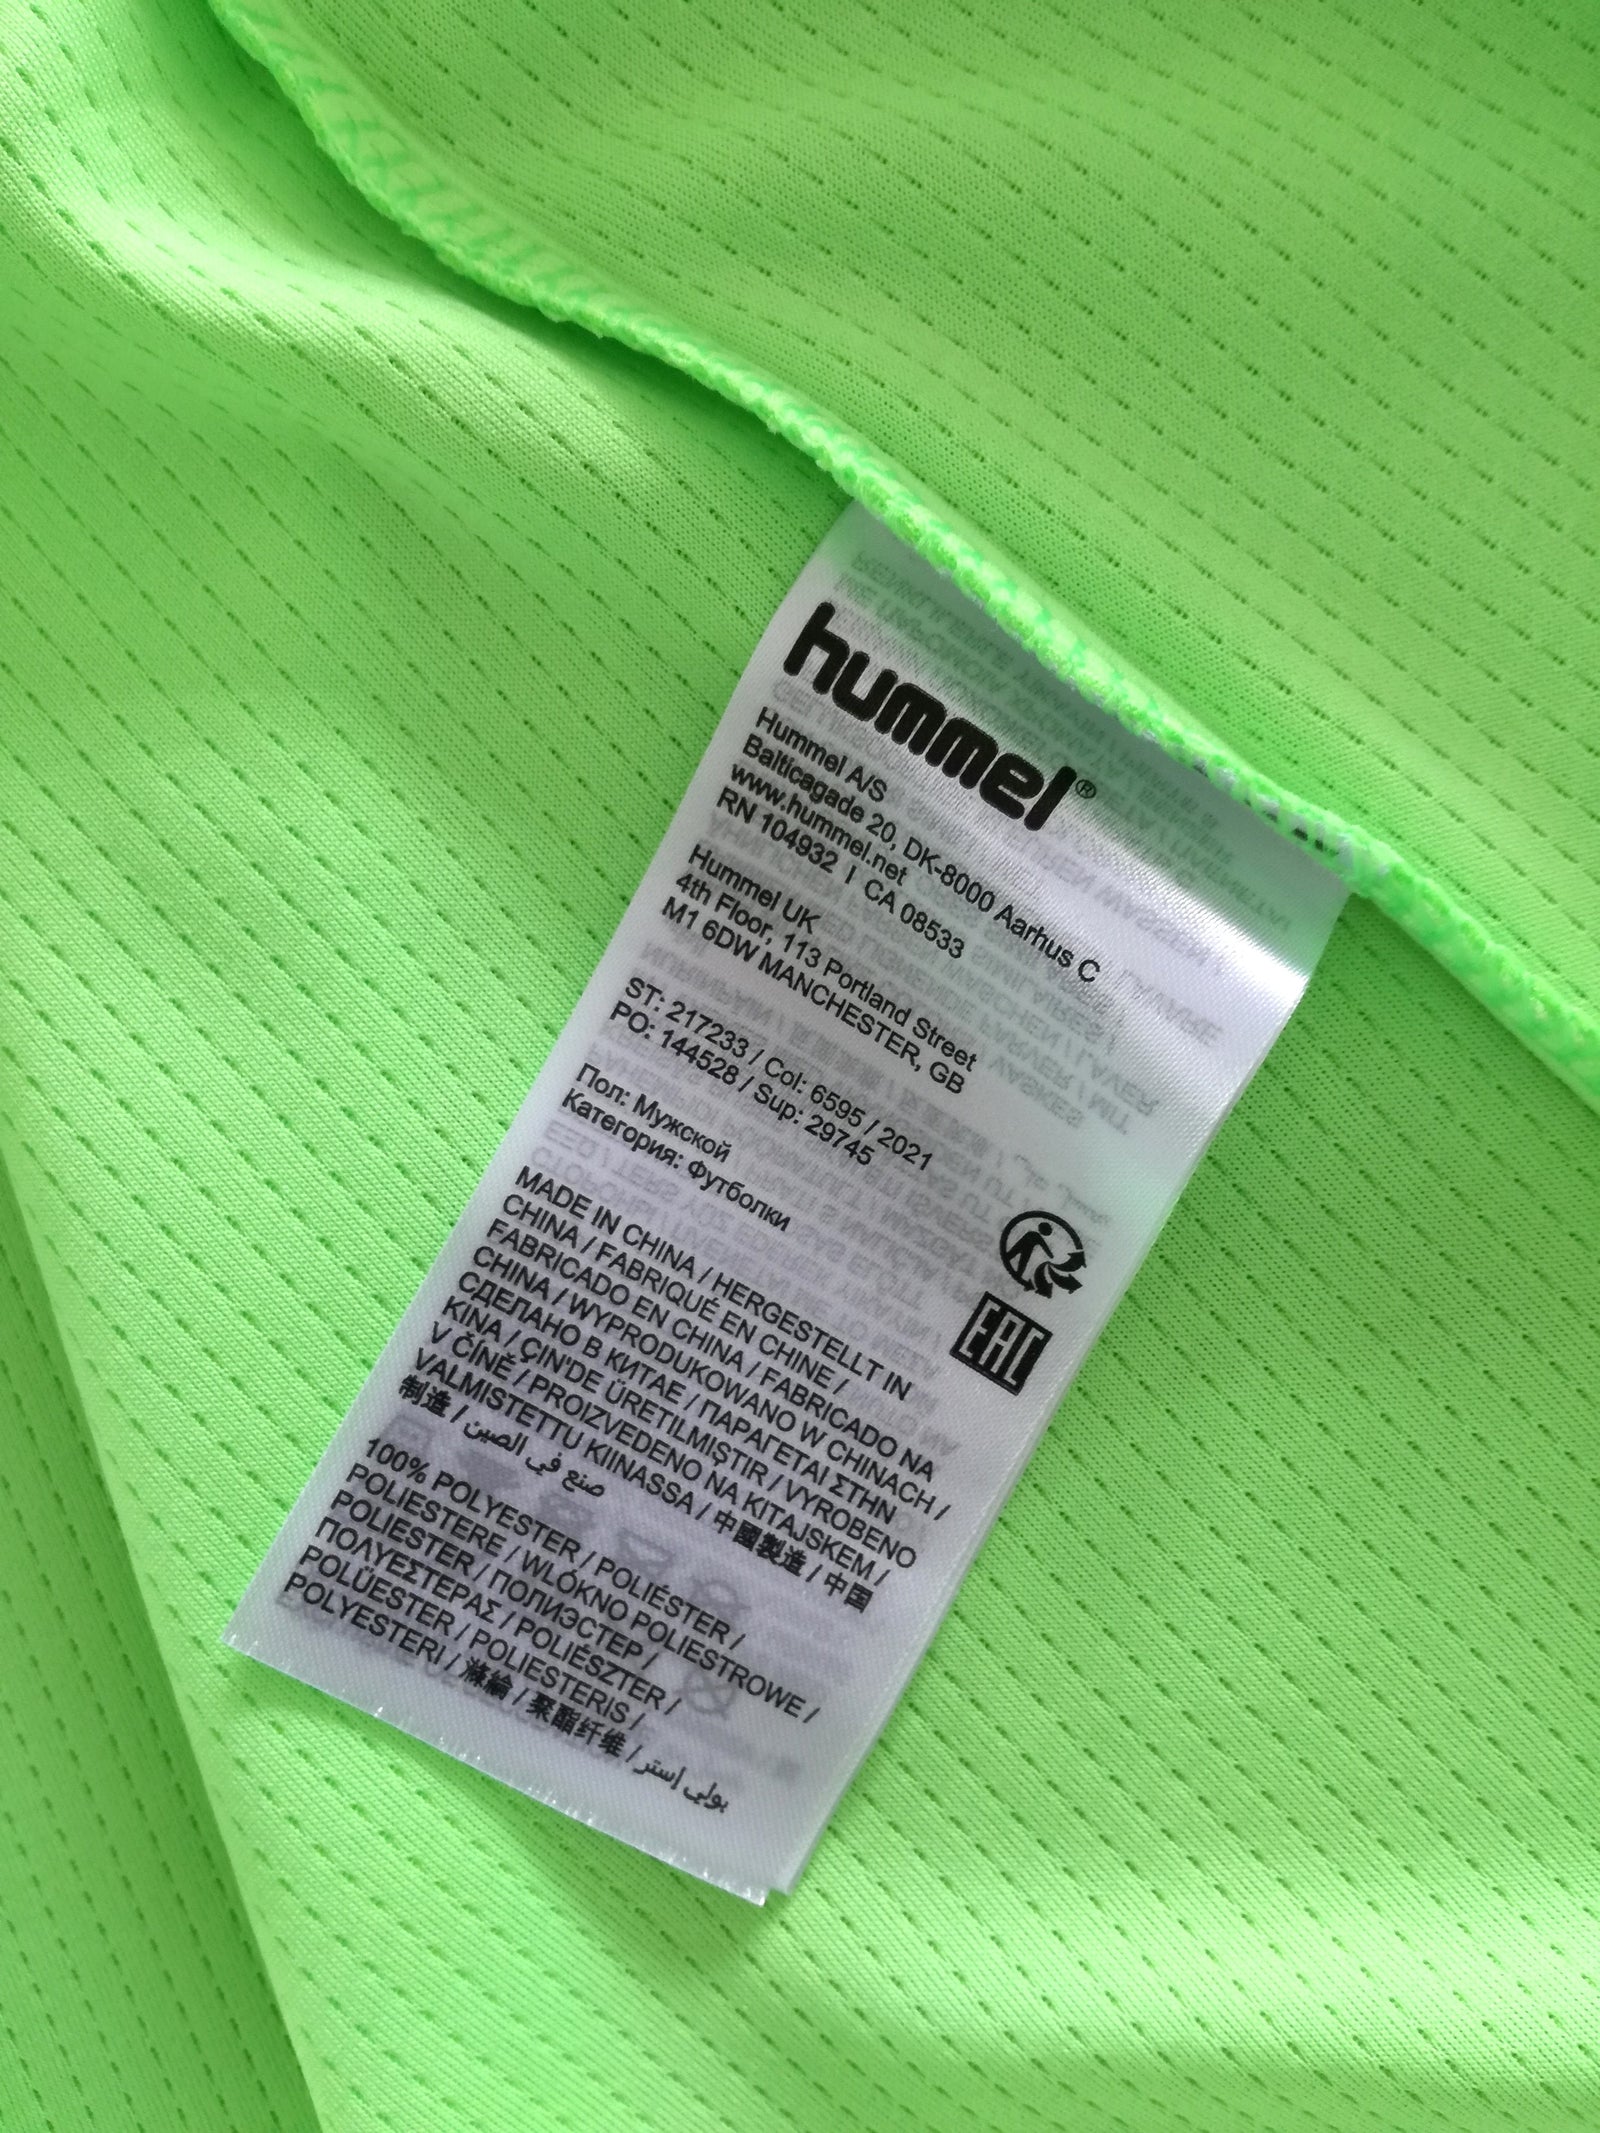 hummel®
Hummel A/S
Balticagade 20, DK-8000 Aarhus C
www.hummel.net
RN 104932 | CA 08533
Hummel UK
4th Floor, 113 Portland Street
M1 6DW MANCHESTER, GB
ST: 217233 / Col: 6595 / 2021
PO: 144528 / Sup: 29745
Пол: Мужской
Категория: Футболки
EAC
MADE IN CHINA / HERGESTELLT IN
CHINA / FABRIQUÉ EN CHINE /
FABRICADO EN CHINA / FABRICADO NA
CHINA / WYPRODUKOWANO W CHINACH /
СДЕЛАНО В КИТАЕ / ΠΑΡΑΓΕΤΑΙ ΣΤΗΝ
KINA / ÇIN'DE ÜRETILMIŞTIR / VYROBENO
V ČÍNĚ / PROIZVEDENO NA KITAJSKEM /
VALMISTETTU KIINASSA / 中國製造 / 中国
制造 / صنع في الصين
100% POLYESTER / POLIÉSTER /
POLIESTERE / WLÓKNO POLIESTROWE /
POLIESTER / ПОЛИЭСТЕР /
ΠΟΛΥΕΣΤΕΡΑΣ / POLIÉSZTER /
POLÜESTER / POLIESTERIS /
POLYESTERI / 滌綸 / 聚酯纤维 / بولي إستر